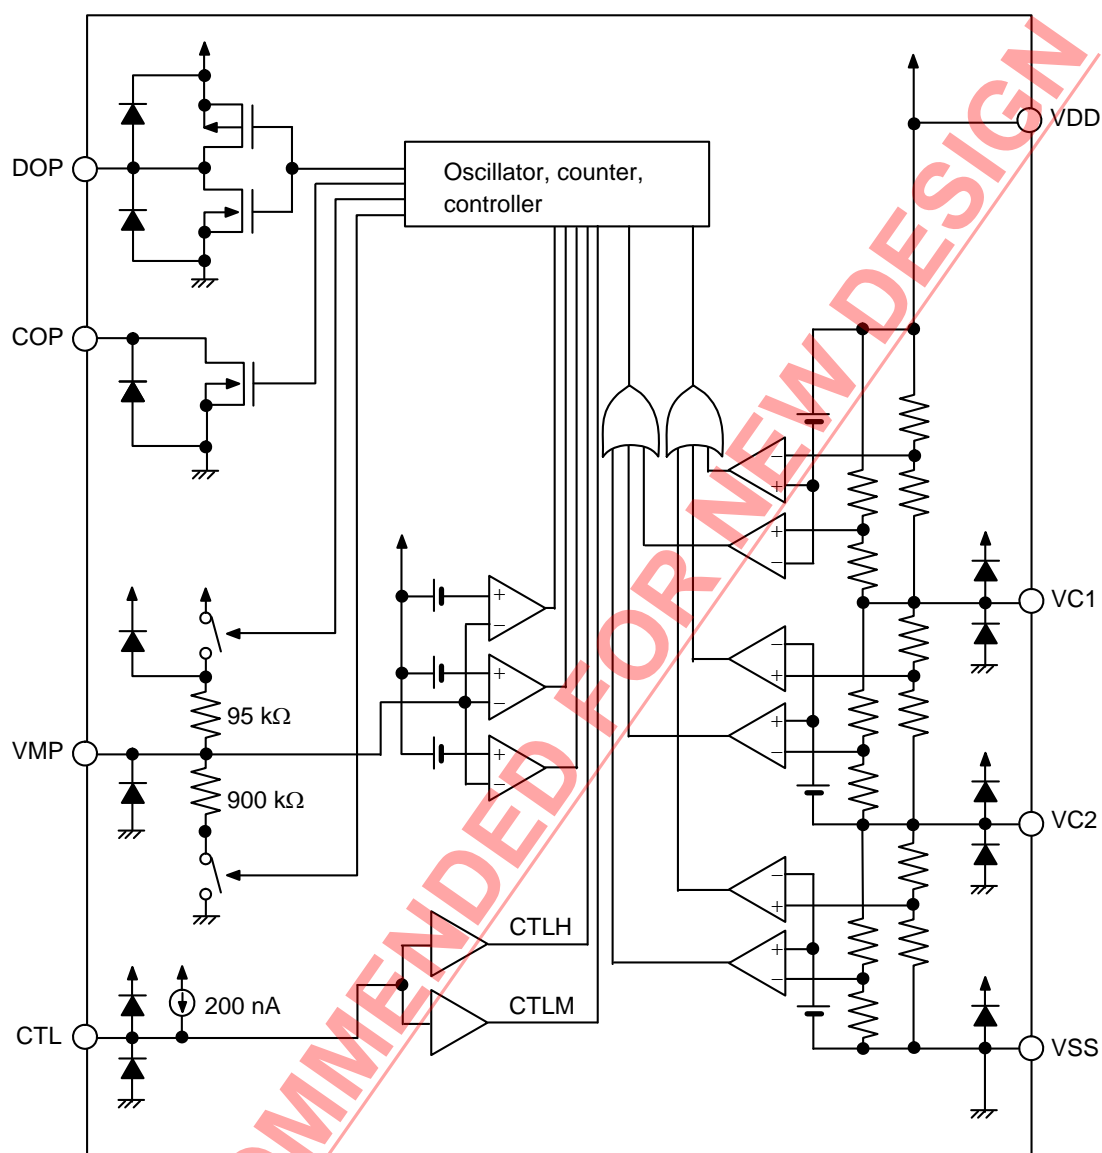 DOP
Oscillator, counter,
controller
VDD
COP
VC1
95 kΩ
VMP
900 kΩ
VC2
CTLH
200 nA
CTLM
CTL
VSS
OMMENDED FOR NEW DESIGN